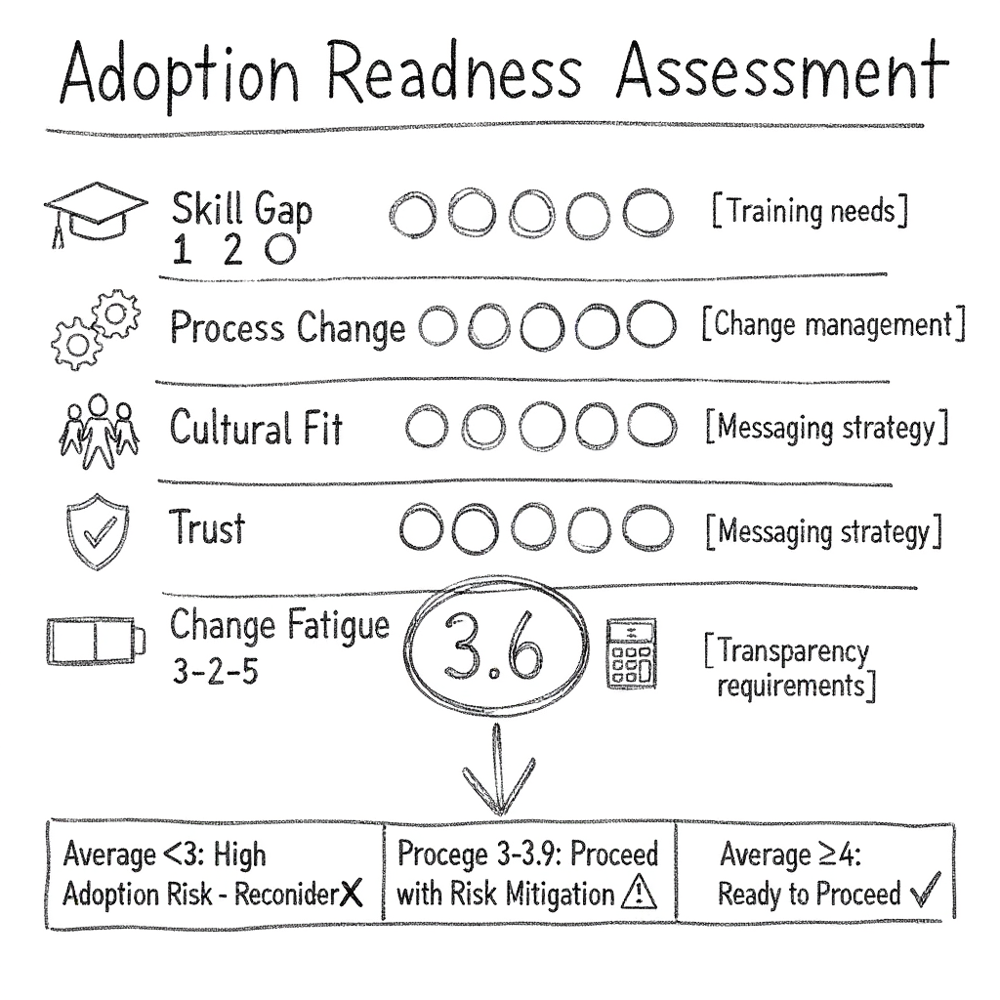 Adoption Readiness Assessment
Skill Gap
1 2 O
[Training needs]
Process Change
[Change management]
Cultural Fit
[Messaging strategy]
Trust
[Messaging strategy]
Change Fatigue
3-2-5
3.6
[Transparency
requirements]
Average <3: High
Adoption Risk - Reconider X
Procege 3-3.9: Proceed
with Risk Mitigation ⚠
Average ≥4:
Ready to Proceed ✓